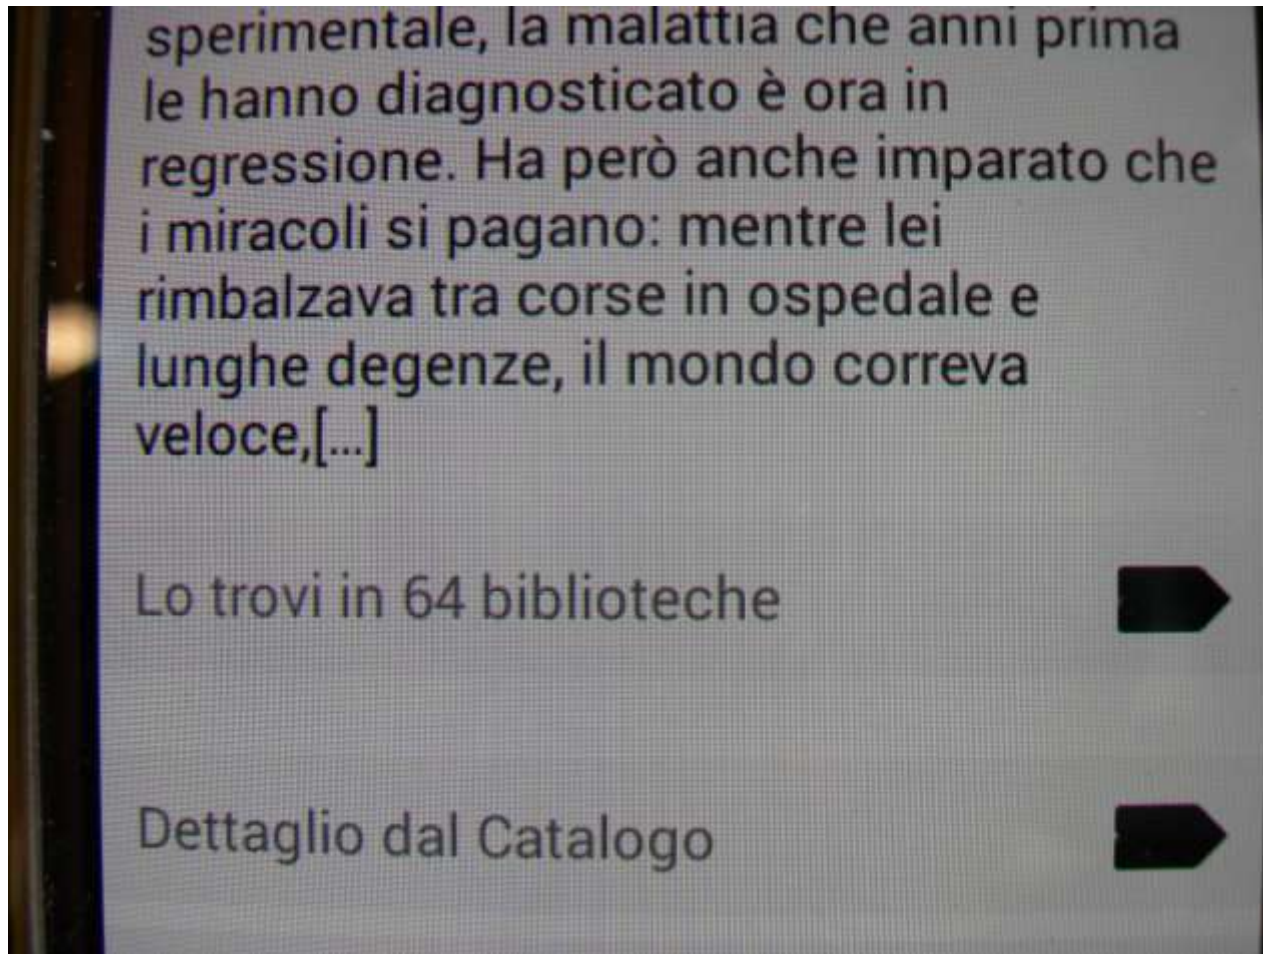 sperimentale, la malattia che anni prima
le hanno diagnosticato è ora in
regressione. Ha però anche imparato che
i miracoli si pagano: mentre lei
rimbalzava tra corse in ospedale e
lunghe degenze, il mondo correva
veloce,[...]
Lo trovi in 64 biblioteche
Dettaglio dal Catalogo